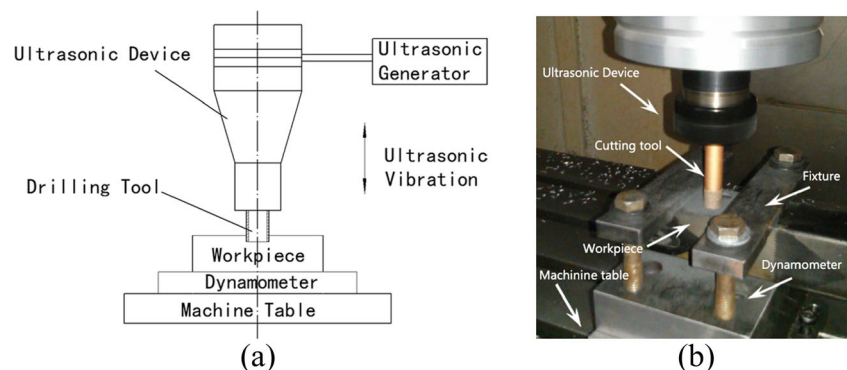 Ultrasonic Device
Ultrasonic
Generator
Ultrasonic
Vibration
Drilling Tool
Workpiece
Dynamometer
Machine Table
(a)
Ultrasonic Device
Cutting tool
Fixture
Workpiece
Dynamometer
Machinine table
(b)